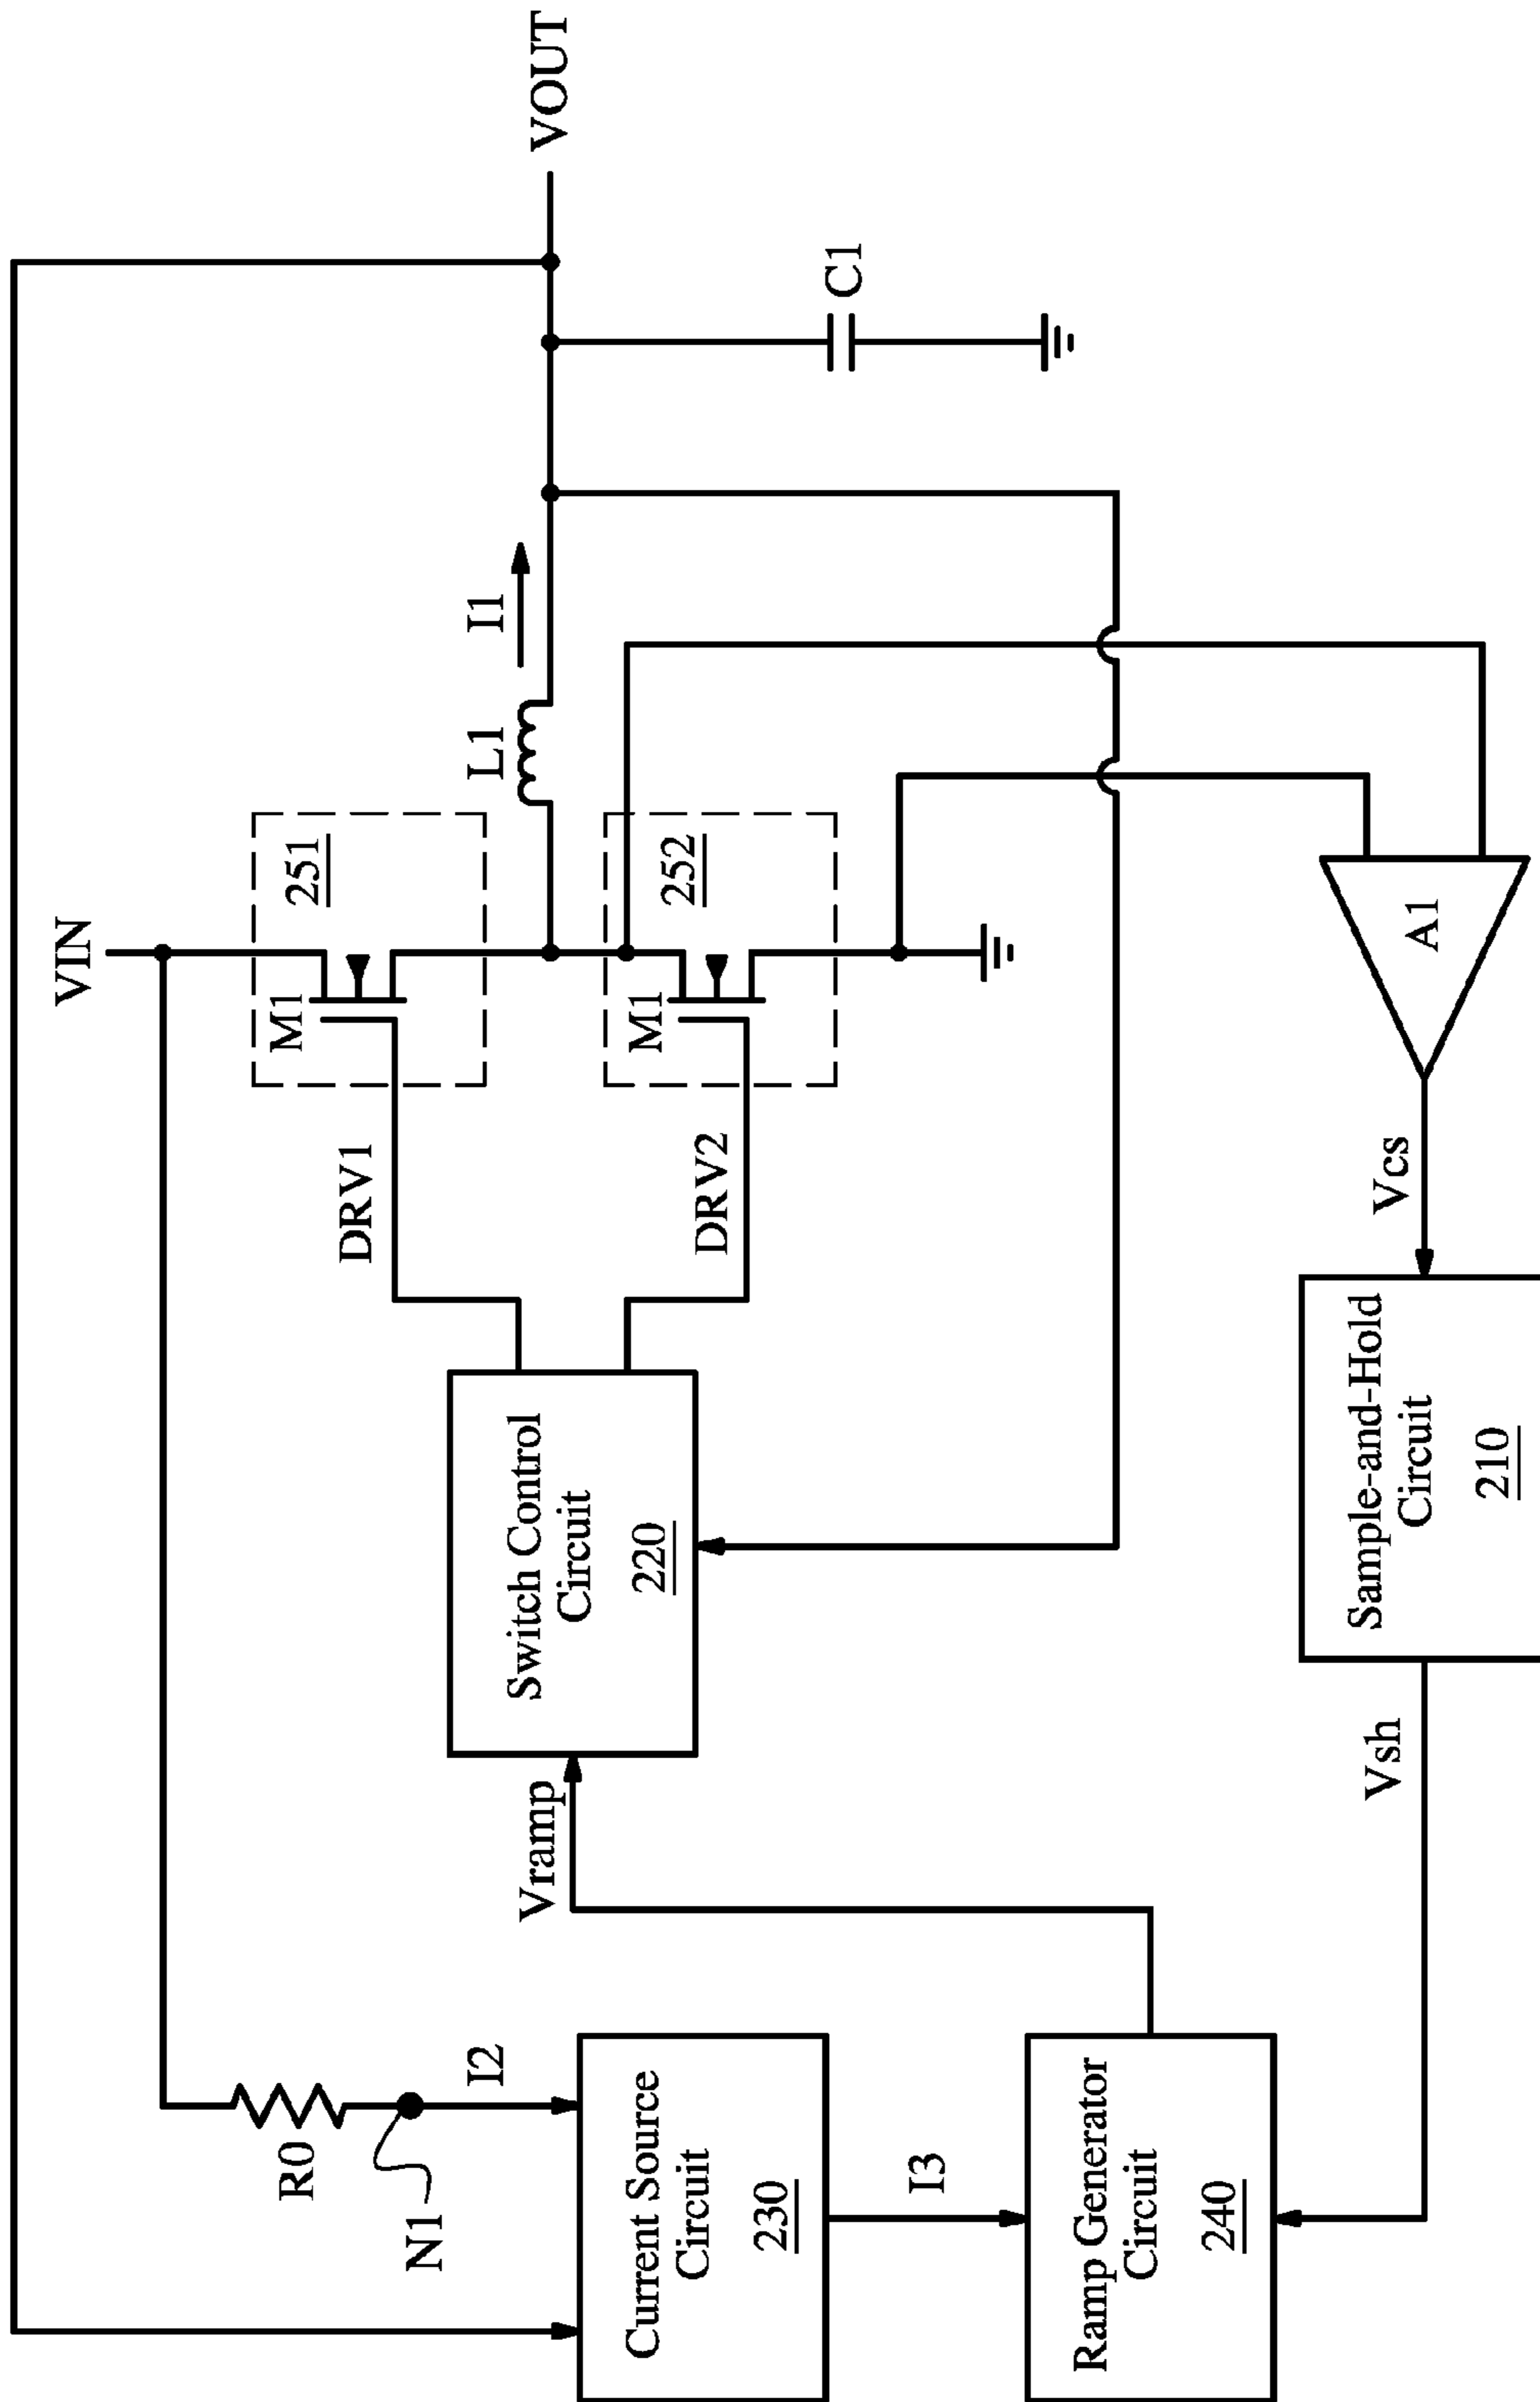 VIN
VOUT
R0
N1
I2
M1
251
L1
I1
C1
DRV1
M1
252
DRV2
Current Source
Circuit
230
Vramp
Switch Control
Circuit
220
I3
Ramp Generator
Circuit
240
Vsh
Sample-and-Hold
Circuit
210
Vcs
A1